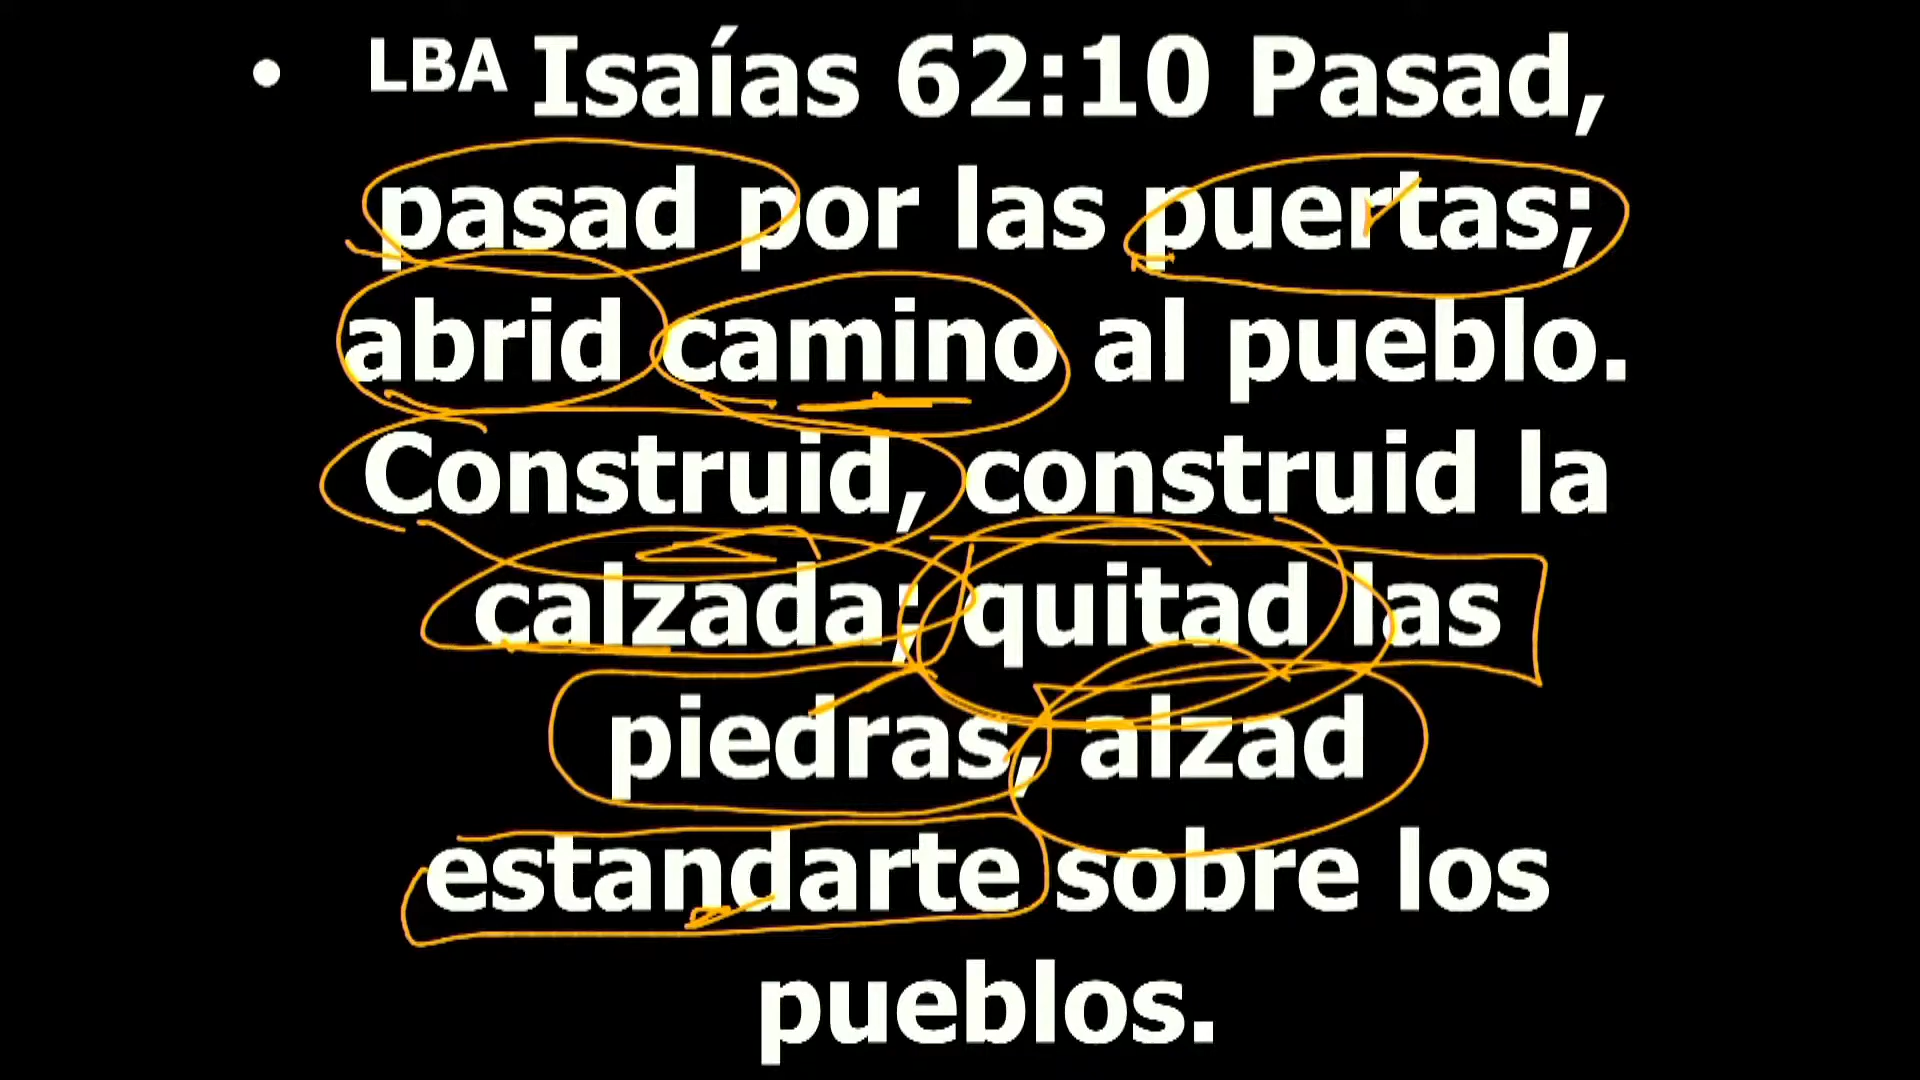 • LBA Isaías 62:10 Pasad,
pasad por las puertas;
abrid camino al pueblo.
Construid, construid la
calzada; quitad las
piedras, alzad
estandarte sobre los
pueblos.